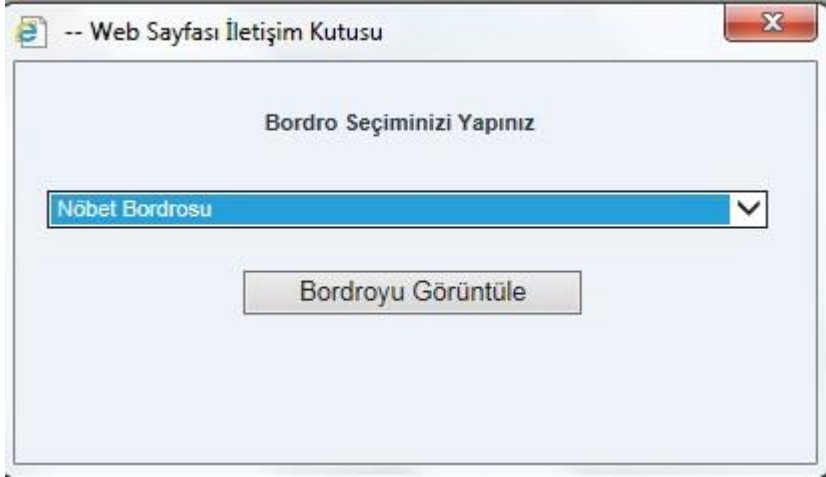 -- Web Sayfası İletişim Kutusu
Bordro Seçiminizi Yapınız
Nöbet Bordrosu
Bordroyu Görüntüle